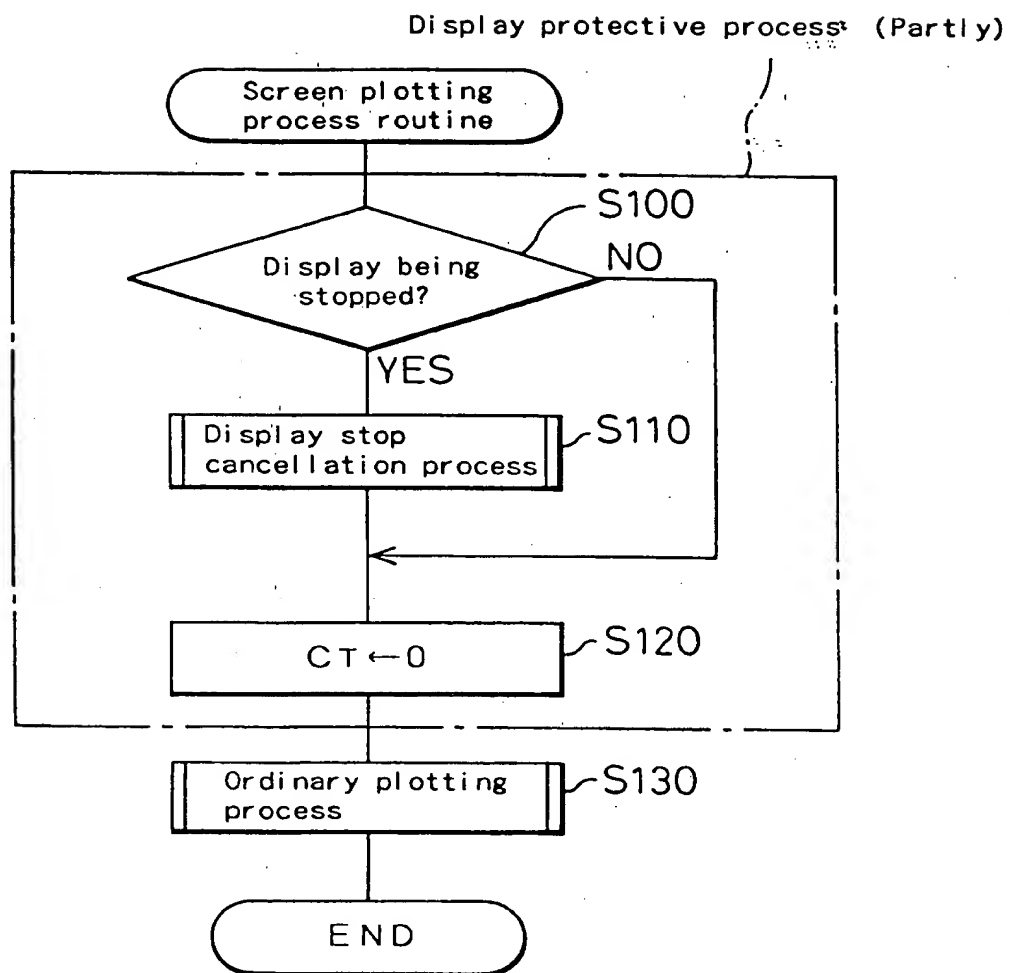 Display protective process (Partly)
Screen plotting
process routine
S100
Display being
stopped?
NO
YES
Display stop
cancellation process
S110
CT←0
S120
Ordinary plotting
process
S130
END